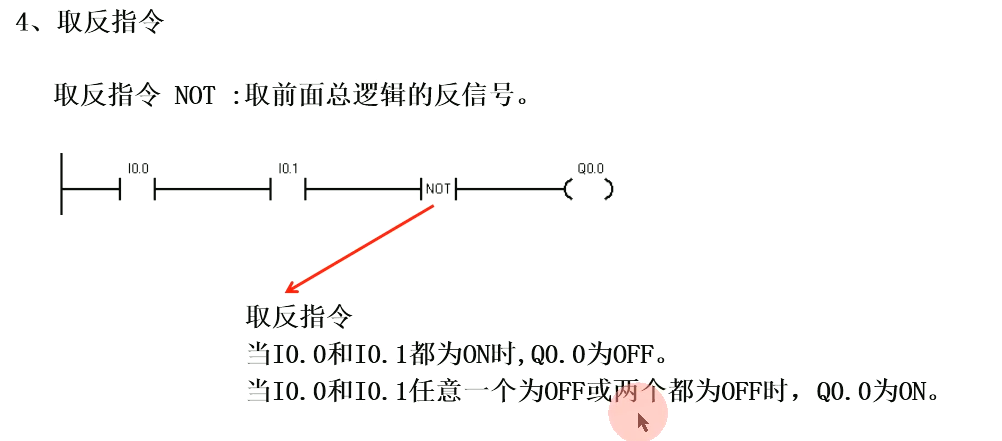 4、取反指令
取反指令 NOT :取前面总逻辑的反信号。
I0.0 I0.1 NOT Q0.0
取反指令
当I0.0和I0.1都为ON时,Q0.0为OFF。
当I0.0和I0.1任意一个为OFF或两个都为OFF时，Q0.0为ON。